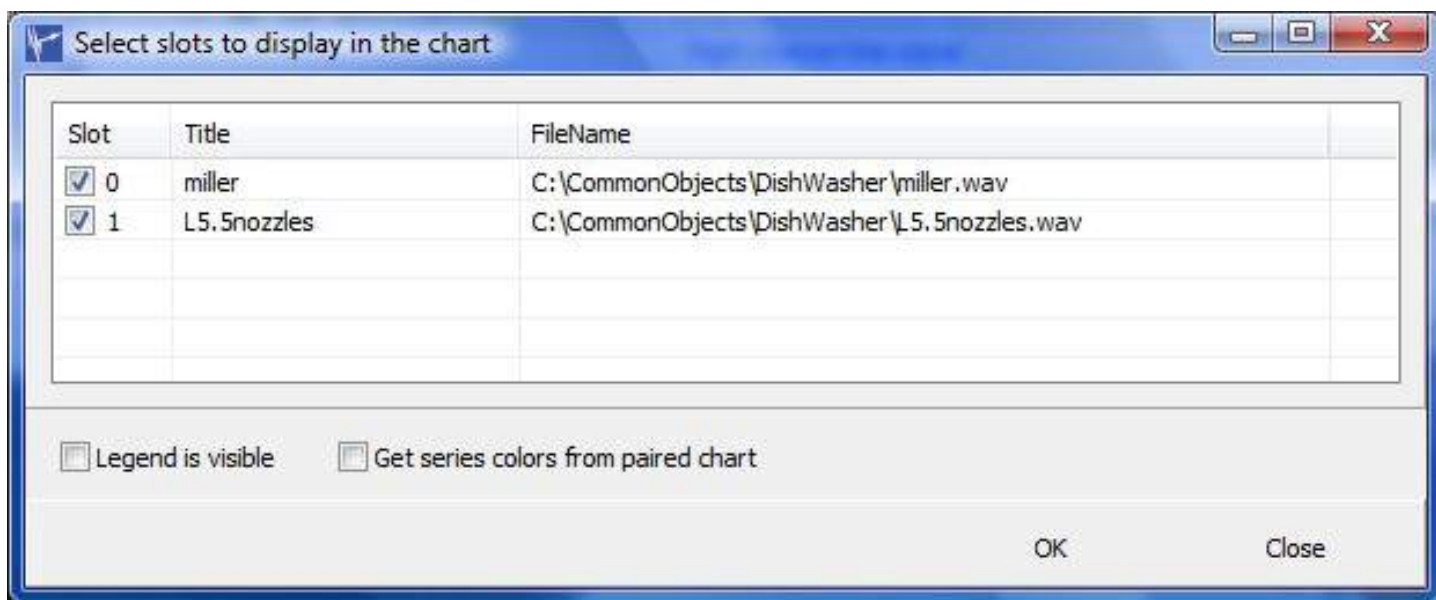 Select slots to display in the chart
Slot Title FileName
0 miller C:\CommonObjects\DishWasher\miller.wav
1 L5.5nozzles C:\CommonObjects\DishWasher\L5.5nozzles.wav
Legend is visible Get series colors from paired chart
OK Close